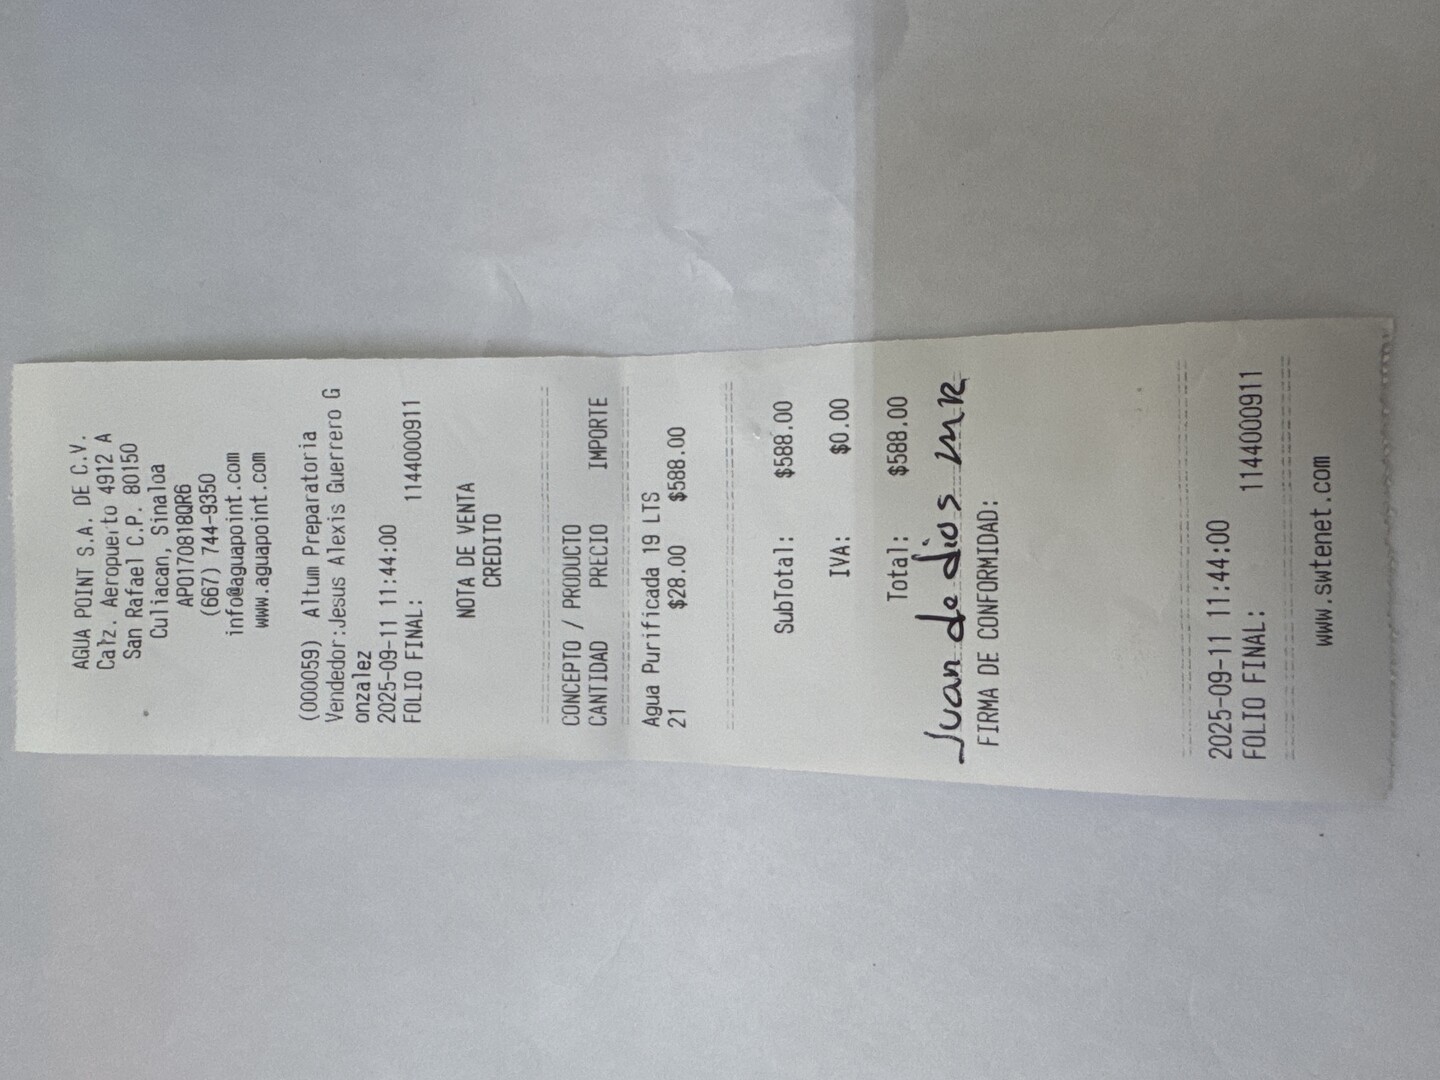 AGUA POINT S.A. DE C.V.
Calz. Aeropuerto 4912 A
San Rafael C.P. 80150
Culiacan, Sinaloa
APO170818QR6
(667) 744-9350
info@aguapoint.com
www.aguapoint.com
(000059) Altum Preparatoria
Vendedor:Jesus Alexis Guerrero G
onzalez
2025-09-11 11:44:00
FOLIO FINAL: 1144000911
NOTA DE VENTA
CREDITO
CONCEPTO / PRODUCTO
CANTIDAD PRECIO IMPORTE
Agua Purificada 19 LTS
21 $28.00 $588.00
SubTotal: $588.00
IVA: $0.00
Total: $588.00
Juan de dios MR
FIRMA DE CONFORMIDAD:
2025-09-11 11:44:00
FOLIO FINAL: 1144000911
www.swtenet.com